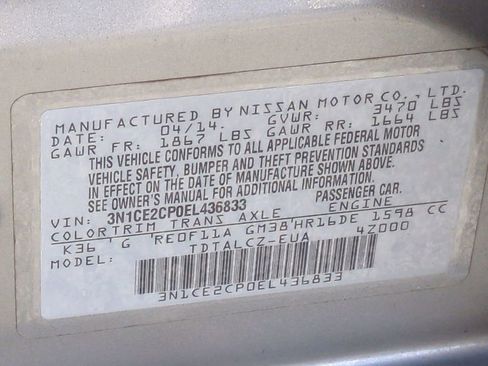 MANUFACTURED BY NISSAN MOTOR CO., LTD.
DATE: 04/14. GVWR: 3470 LBS
GAWR FR: 1867 LBS GAWR RR: 1664 LBS
THIS VEHICLE CONFORMS TO ALL APPLICABLE FEDERAL MOTOR
VEHICLE SAFETY, BUMPER AND THEFT PREVENTION STANDARDS
IN EFFECT ON THE DATE OF MANUFACTURE SHOWN ABOVE.
SEE OWNER'S MANUAL FOR ADDITIONAL INFORMATION.
VIN: 3N1CE2CP0EL436833 PASSENGER CAR.
COLORTRIM TRANS AXLE ENGINE
K36 G RE0F11A GM38 HR16DE 1598 CC
MODEL: TDTALCZ-EUA 4Z000
3N1CE2CP0EL436833